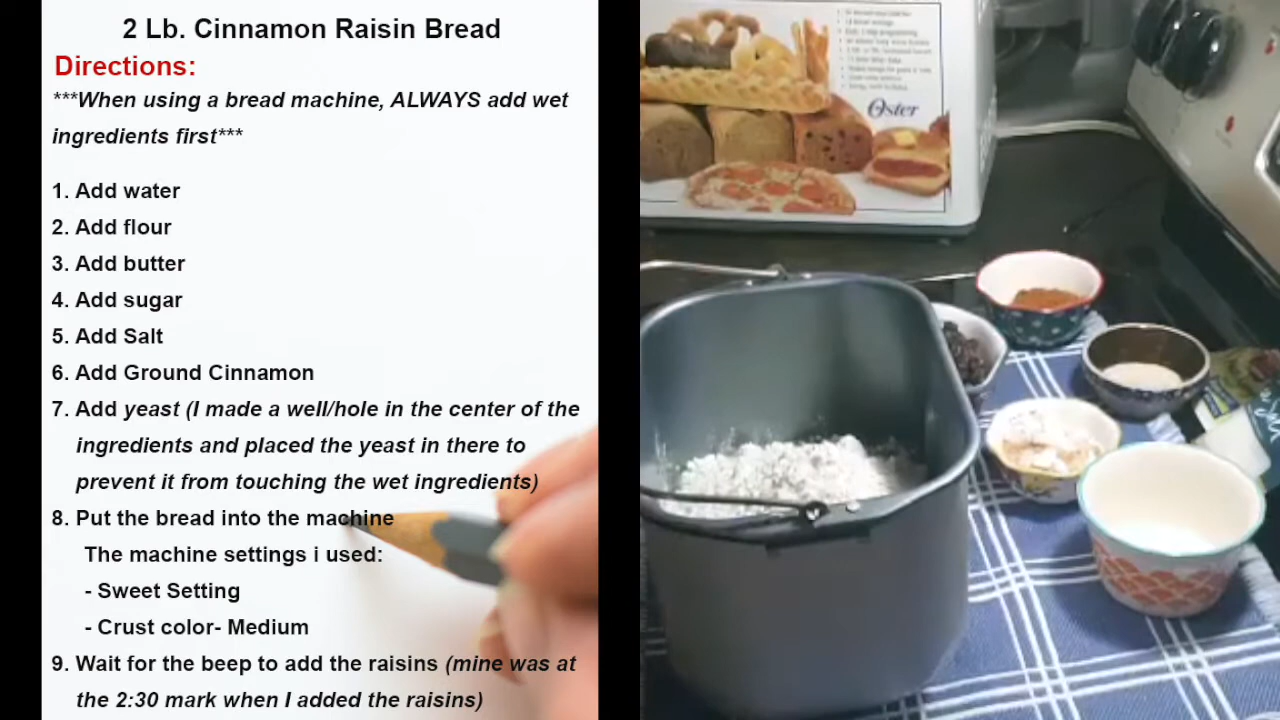 2 Lb. Cinnamon Raisin Bread
Directions:
***When using a bread machine, ALWAYS add wet
ingredients first***
1. Add water
2. Add flour
3. Add butter
4. Add sugar
5. Add Salt
6. Add Ground Cinnamon
7. Add yeast (I made a well/hole in the center of the
ingredients and placed the yeast in there to
prevent it from touching the wet ingredients)
8. Put the bread into the machine
The machine settings i used:
- Sweet Setting
- Crust color- Medium
9. Wait for the beep to add the raisins (mine was at
the 2:30 mark when I added the raisins)
Oster